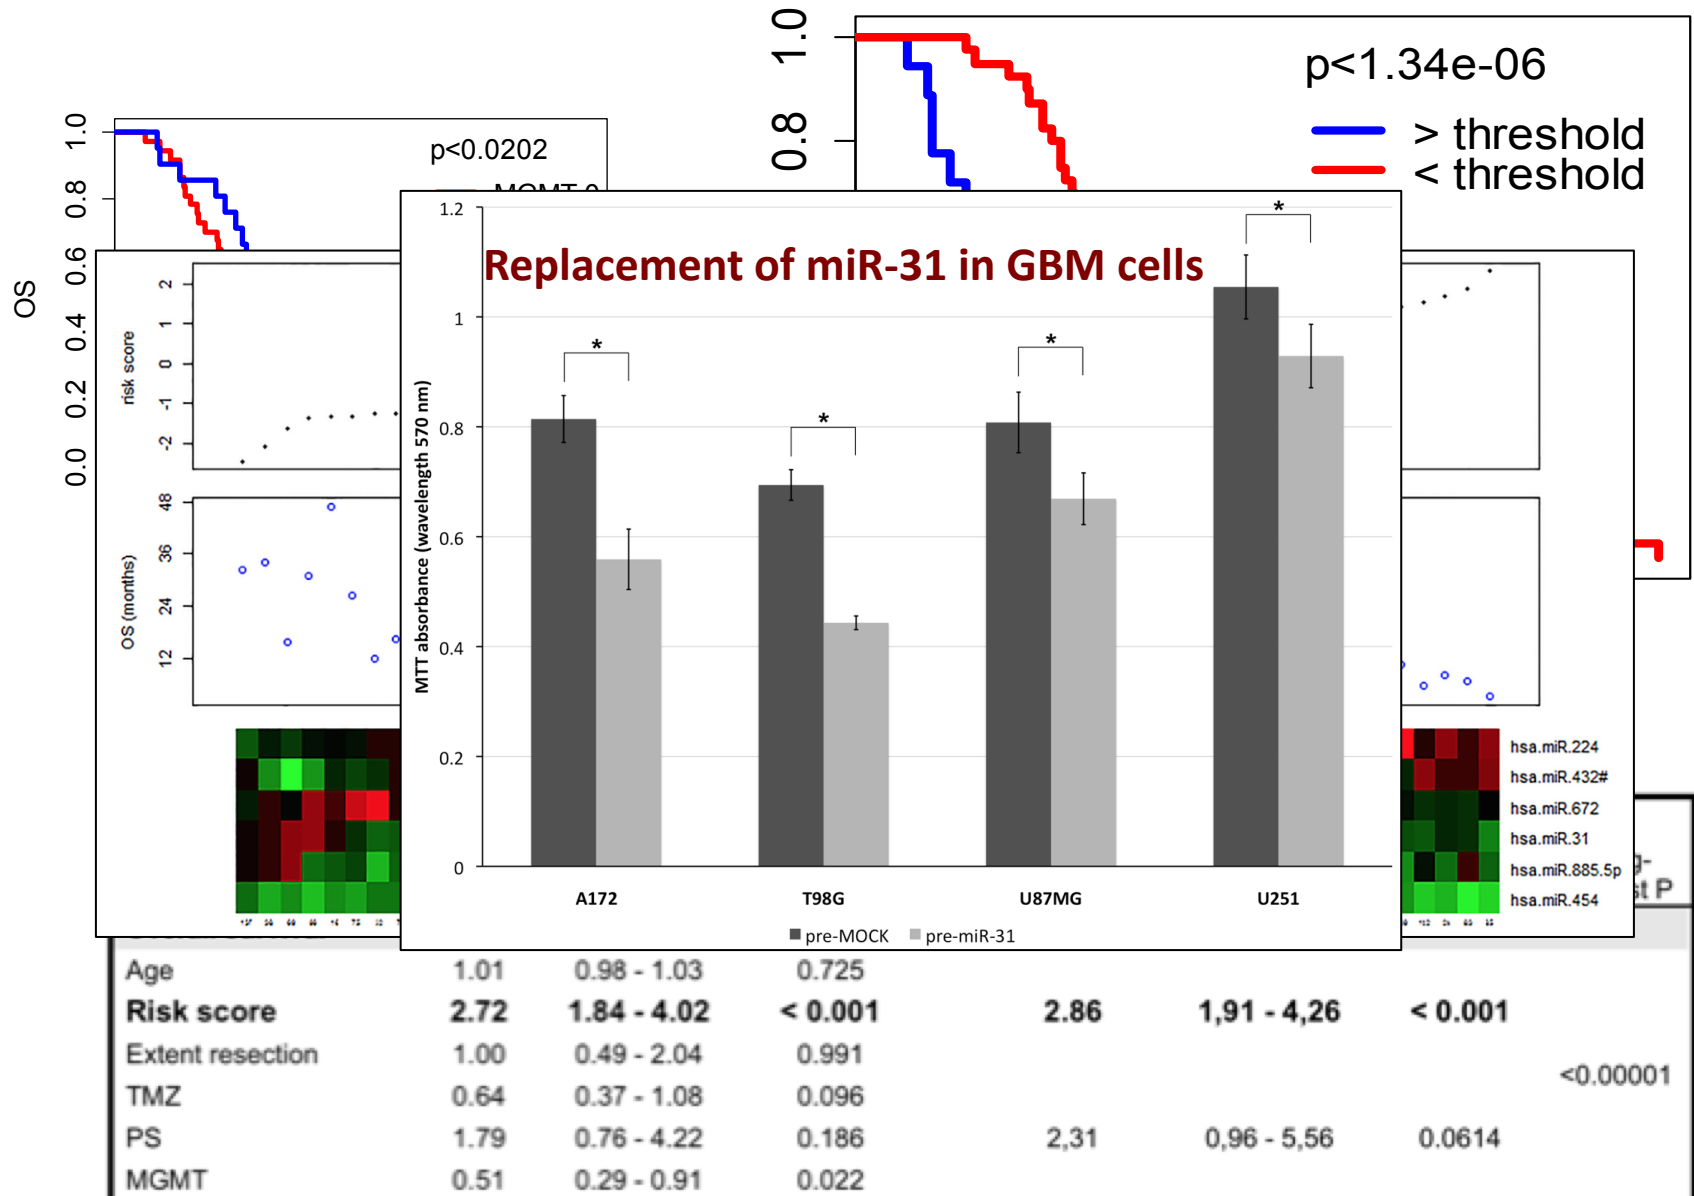 1.0
0.8
p<1.34e-06
> threshold
< threshold
OS
1.0
0.8
0.6
0.4
0.2
0.0
p<0.0202
Replacement of miR-31 in GBM cells
MTT absorbance (wavelength 570 nm)
1.2
1
0.8
0.6
0.4
0.2
0
*
*
*
*
A172
T98G
U87MG
U251
pre-MOCK
pre-miR-31
risk score
2
1
0
-1
-2
OS (months)
48
36
24
12
hsa.miR.224
hsa.miR.432#
hsa.miR.672
hsa.miR.31
hsa.miR.885.5p
hsa.miR.454
st P
Age 1.01 0.98 - 1.03 0.725
Risk score 2.72 1.84 - 4.02 < 0.001 2.86 1,91 - 4,26 < 0.001
Extent resection 1.00 0.49 - 2.04 0.991
<0.00001
TMZ 0.64 0.37 - 1.08 0.096
PS 1.79 0.76 - 4.22 0.186 2,31 0,96 - 5,56 0.0614
MGMT 0.51 0.29 - 0.91 0.022